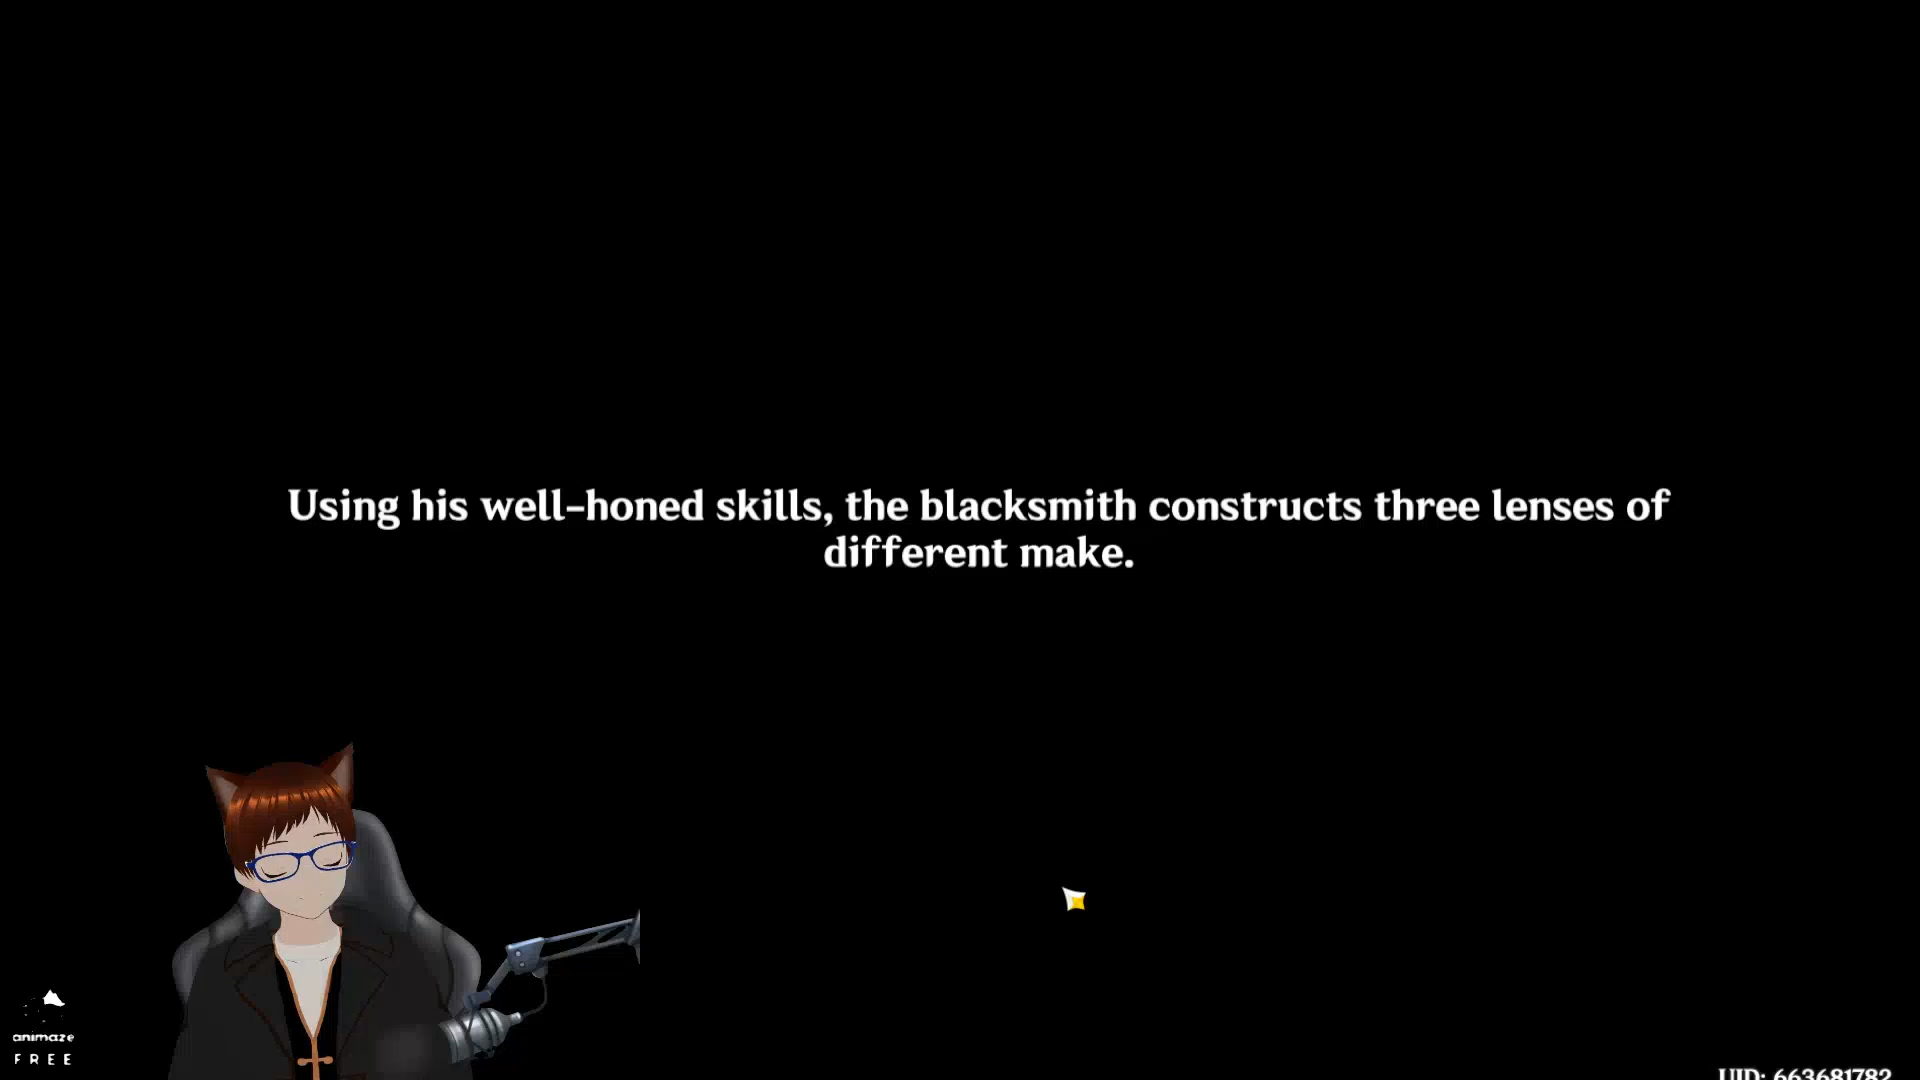 Using his well-honed skills, the blacksmith constructs three lenses of
different make.
animaze
FREE
UID: 663681782